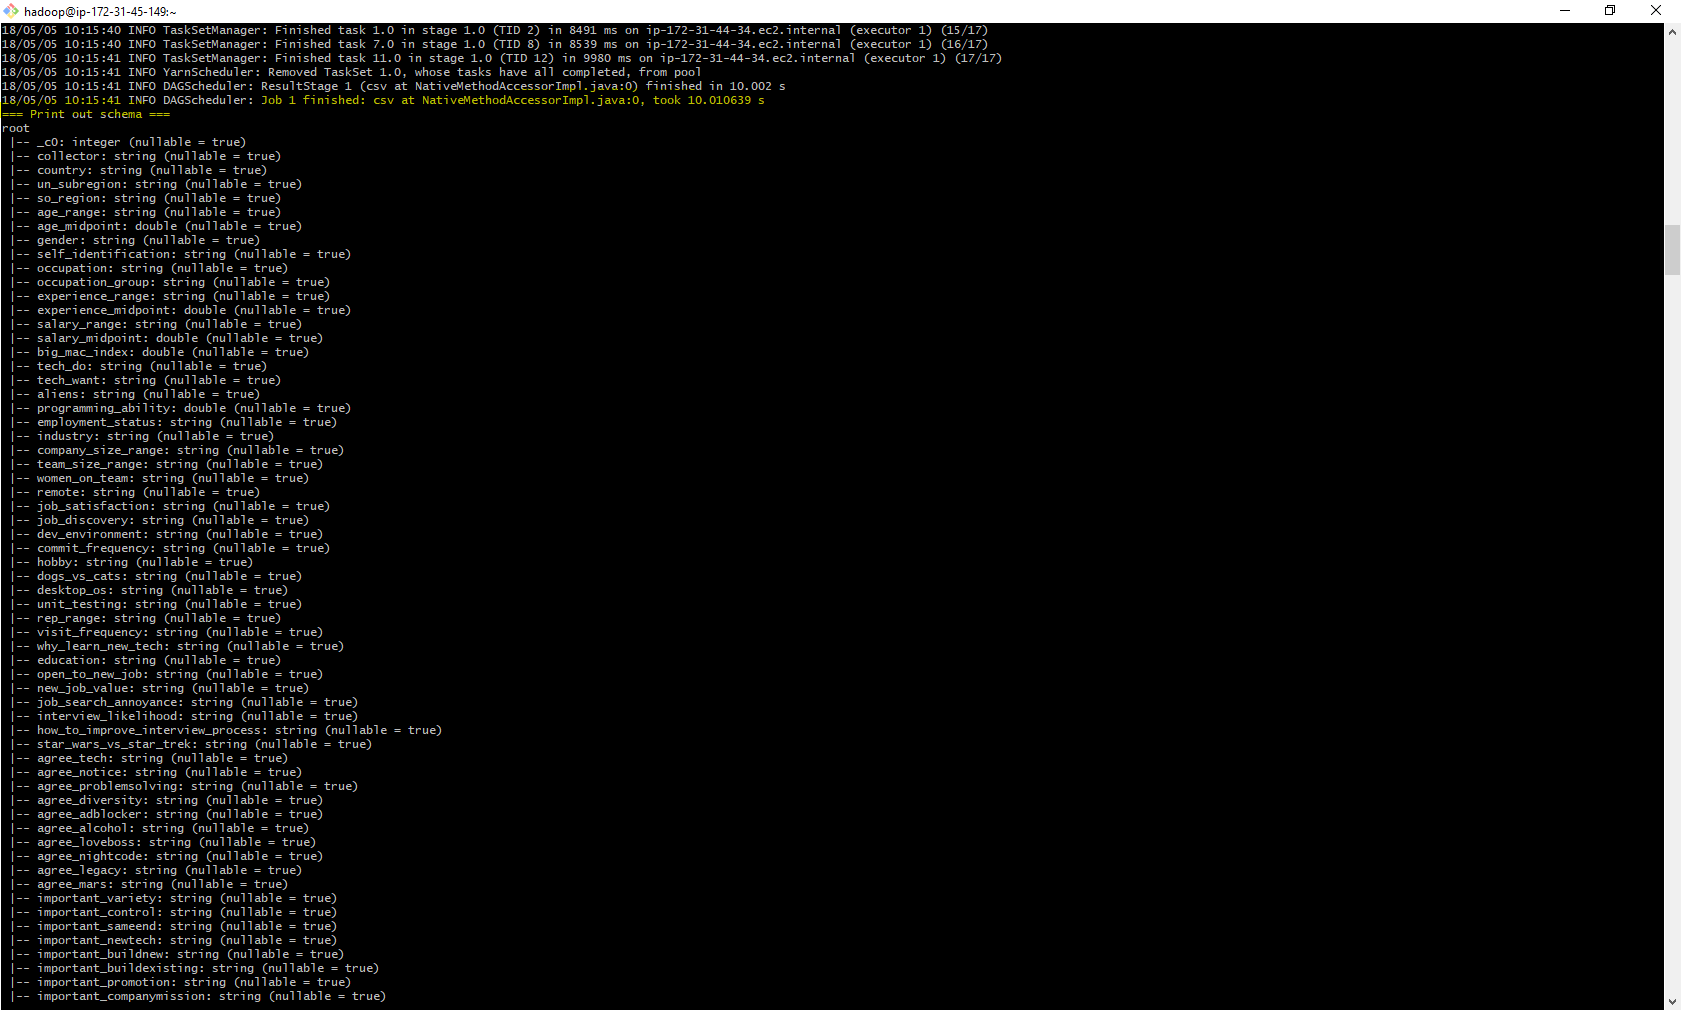 hadoop@ip-172-31-45-149:~
18/05/05 10:15:40 INFO TaskSetManager: Finished task 1.0 in stage 1.0 (TID 2) in 8491 ms on ip-172-31-44-34.ec2.internal (executor 1) (15/17)
18/05/05 10:15:40 INFO TaskSetManager: Finished task 7.0 in stage 1.0 (TID 8) in 8539 ms on ip-172-31-44-34.ec2.internal (executor 1) (16/17)
18/05/05 10:15:41 INFO TaskSetManager: Finished task 11.0 in stage 1.0 (TID 12) in 9980 ms on ip-172-31-44-34.ec2.internal (executor 1) (17/17)
18/05/05 10:15:41 INFO YarnScheduler: Removed TaskSet 1.0, whose tasks have all completed, from pool
18/05/05 10:15:41 INFO DAGScheduler: ResultStage 1 (csv at NativeMethodAccessorImpl.java:0) finished in 10.002 s
18/05/05 10:15:41 INFO DAGScheduler: Job 1 finished: csv at NativeMethodAccessorImpl.java:0, took 10.010639 s
=== Print out schema ===
root
 |-- _c0: integer (nullable = true)
 |-- collector: string (nullable = true)
 |-- country: string (nullable = true)
 |-- un_subregion: string (nullable = true)
 |-- so_region: string (nullable = true)
 |-- age_range: string (nullable = true)
 |-- age_midpoint: double (nullable = true)
 |-- gender: string (nullable = true)
 |-- self_identification: string (nullable = true)
 |-- occupation: string (nullable = true)
 |-- occupation_group: string (nullable = true)
 |-- experience_range: string (nullable = true)
 |-- experience_midpoint: double (nullable = true)
 |-- salary_range: string (nullable = true)
 |-- salary_midpoint: double (nullable = true)
 |-- big_mac_index: double (nullable = true)
 |-- tech_do: string (nullable = true)
 |-- tech_want: string (nullable = true)
 |-- aliens: string (nullable = true)
 |-- programming_ability: double (nullable = true)
 |-- employment_status: string (nullable = true)
 |-- industry: string (nullable = true)
 |-- company_size_range: string (nullable = true)
 |-- team_size_range: string (nullable = true)
 |-- women_on_team: string (nullable = true)
 |-- remote: string (nullable = true)
 |-- job_satisfaction: string (nullable = true)
 |-- job_discovery: string (nullable = true)
 |-- dev_environment: string (nullable = true)
 |-- commit_frequency: string (nullable = true)
 |-- hobby: string (nullable = true)
 |-- dogs_vs_cats: string (nullable = true)
 |-- desktop_os: string (nullable = true)
 |-- unit_testing: string (nullable = true)
 |-- rep_range: string (nullable = true)
 |-- visit_frequency: string (nullable = true)
 |-- why_learn_new_tech: string (nullable = true)
 |-- education: string (nullable = true)
 |-- open_to_new_job: string (nullable = true)
 |-- new_job_value: string (nullable = true)
 |-- job_search_annoyance: string (nullable = true)
 |-- interview_likelihood: string (nullable = true)
 |-- how_to_improve_interview_process: string (nullable = true)
 |-- star_wars_vs_star_trek: string (nullable = true)
 |-- agree_tech: string (nullable = true)
 |-- agree_notice: string (nullable = true)
 |-- agree_problemsolving: string (nullable = true)
 |-- agree_diversity: string (nullable = true)
 |-- agree_adblocker: string (nullable = true)
 |-- agree_alcohol: string (nullable = true)
 |-- agree_loveboss: string (nullable = true)
 |-- agree_nightcode: string (nullable = true)
 |-- agree_legacy: string (nullable = true)
 |-- agree_mars: string (nullable = true)
 |-- important_variety: string (nullable = true)
 |-- important_control: string (nullable = true)
 |-- important_sameend: string (nullable = true)
 |-- important_newtech: string (nullable = true)
 |-- important_buildnew: string (nullable = true)
 |-- important_buildexisting: string (nullable = true)
 |-- important_promotion: string (nullable = true)
 |-- important_companymission: string (nullable = true)